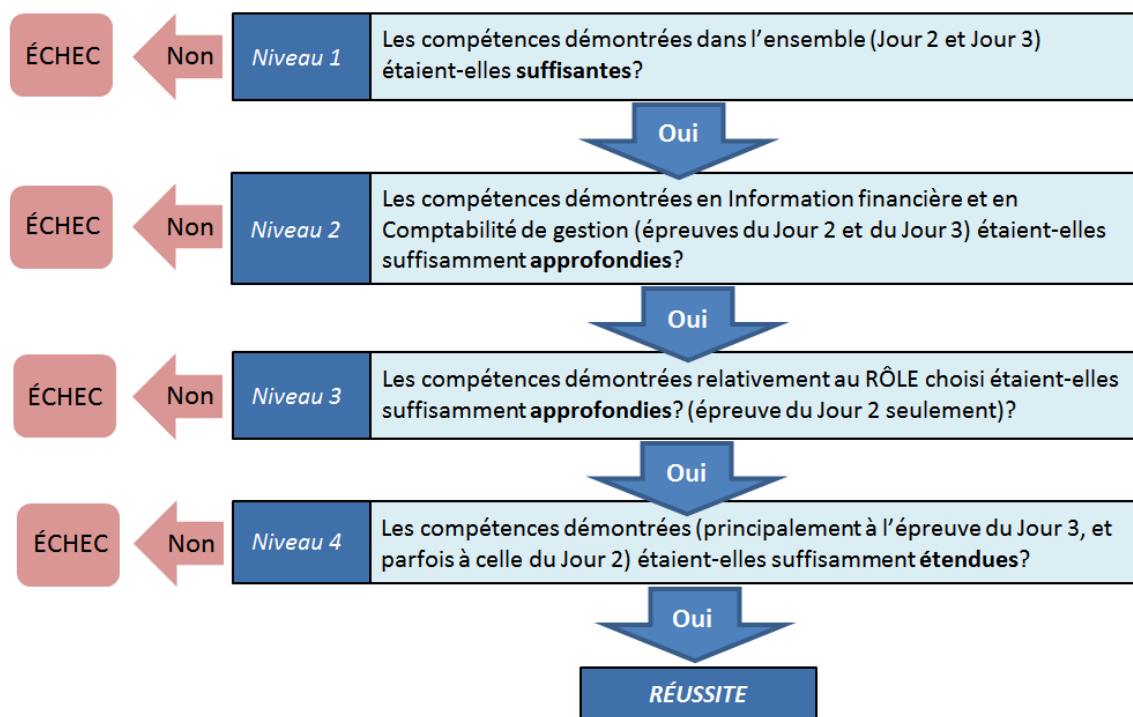 ÉCHEC
Non
Niveau 1
Les compétences démontrées dans l'ensemble (Jour 2 et Jour 3)
étaient-elles suffisantes?
Oui
ÉCHEC
Non
Niveau 2
Les compétences démontrées en Information financière et en
Comptabilité de gestion (épreuves du Jour 2 et du Jour 3) étaient-elles
suffisamment approfondies?
Oui
ÉCHEC
Non
Niveau 3
Les compétences démontrées relativement au RÔLE choisi étaient-elles
suffisamment approfondies? (épreuve du Jour 2 seulement)?
Oui
ÉCHEC
Non
Niveau 4
Les compétences démontrées (principalement à l'épreuve du Jour 3, et
parfois à celle du Jour 2) étaient-elles suffisamment étendues?
Oui
RÉUSSITE